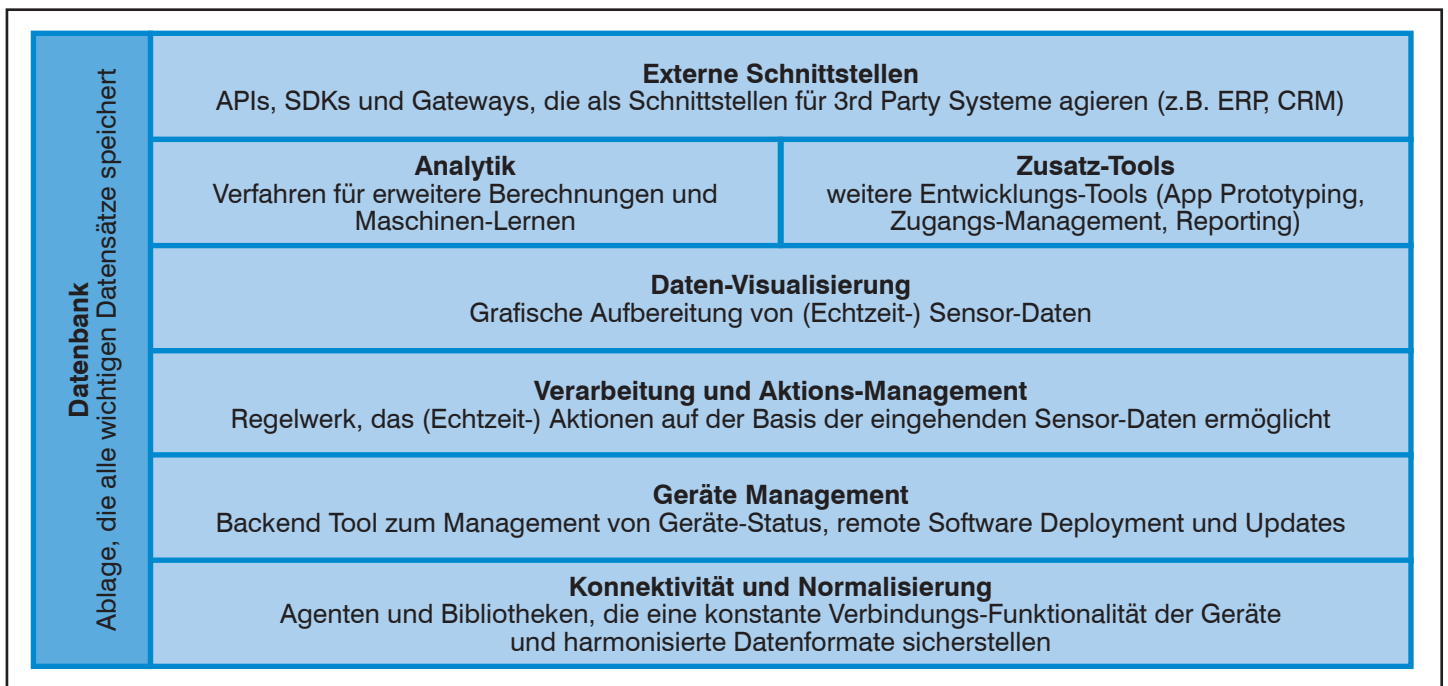 Datenbank
Ablage, die alle wichtigen Datensätze speichert
Externe Schnittstellen
APIs, SDKs und Gateways, die als Schnittstellen für 3rd Party Systeme agieren (z.B. ERP, CRM)
Analytik
Verfahren für erweitere Berechnungen und
Maschinen-Lernen
Zusatz-Tools
weitere Entwicklungs-Tools (App Prototyping,
Zugangs-Management, Reporting)
Daten-Visualisierung
Grafische Aufbereitung von (Echtzeit-) Sensor-Daten
Verarbeitung und Aktions-Management
Regelwerk, das (Echtzeit-) Aktionen auf der Basis der eingehenden Sensor-Daten ermöglicht
Geräte Management
Backend Tool zum Management von Geräte-Status, remote Software Deployment und Updates
Konnektivität und Normalisierung
Agenten und Bibliotheken, die eine konstante Verbindungs-Funktionalität der Geräte
und harmonisierte Datenformate sicherstellen